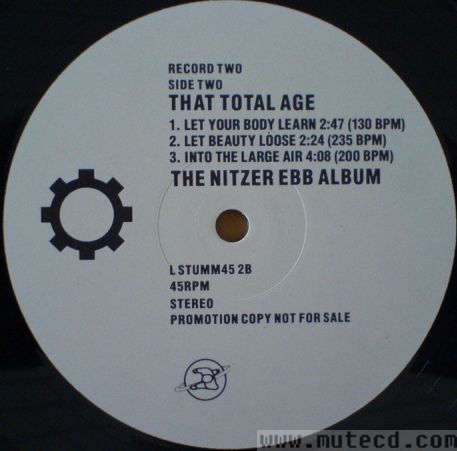 RECORD TWO
SIDE TWO
THAT TOTAL AGE
1. LET YOUR BODY LEARN 2:47 (130 BPM)
2. LET BEAUTY LOOSE 2:24 (235 BPM)
3. INTO THE LARGE AIR 4:08 (200 BPM)
THE NITZER EBB ALBUM
L STUMM45 2B
45RPM
STEREO
PROMOTION COPY NOT FOR SALE
www.mutecd.com